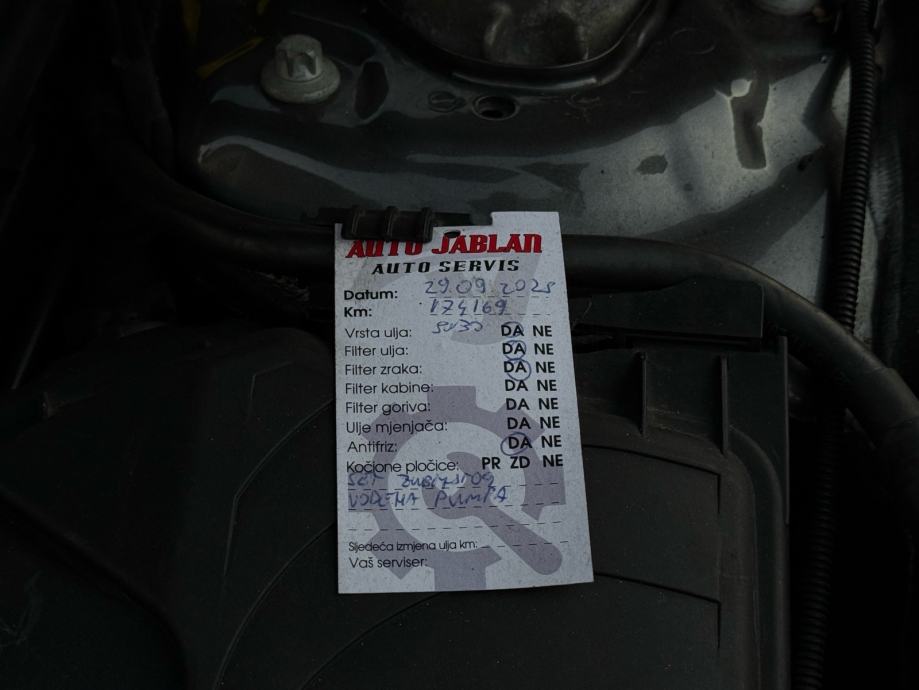 AUTO JABLAN
AUTO SERVIS
Datum: 29.09.2025
Km: 174169
Vrsta ulja: 5W30 DA NE
Filter ulja: DA NE
Filter zraka: DA NE
Filter kabine: DA NE
Filter goriva: DA NE
Ulje mjenjača: DA NE
Antifriz: DA NE
Kočione pločice: PR ZD NE
SET
VODENA PUMPA
Sljedeća izmjena ulja km:
Vaš serviser: